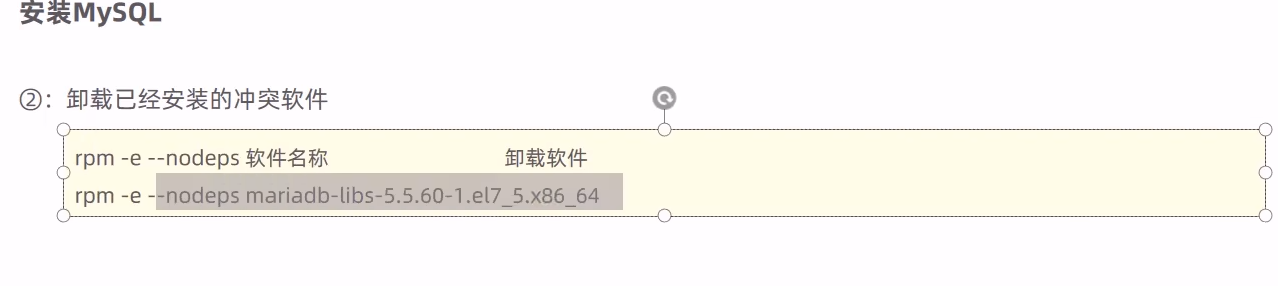 安装MySQL
②：卸载已经安装的冲突软件
rpm -e --nodeps 软件名称 卸载软件
rpm -e --nodeps mariadb-libs-5.5.60-1.el7_5.x86_64